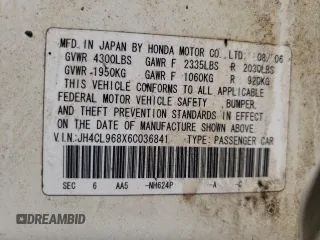 MFD. IN JAPAN BY HONDA MOTOR CO., LTD. 08/'06
GVWR 4300LBS GAWR F 2335LBS R 2030LBS
GVWR 1950KG GAWR F 1060KG R 920KG
THIS VEHICLE CONFORMS TO ALL APPLICABLE
FEDERAL MOTOR VEHICLE SAFETY, BUMPER,
AND THEFT PREVENTION STANDARDS IN EFFECT ON
THE DATE OF MANUFACTURE SHOWN ABOVE.
V.I.N.:JH4CL968X6C036841 TYPE: PASSENGER CAR
SEC 6 AA5 -NH624P -A -C
DREAMBID